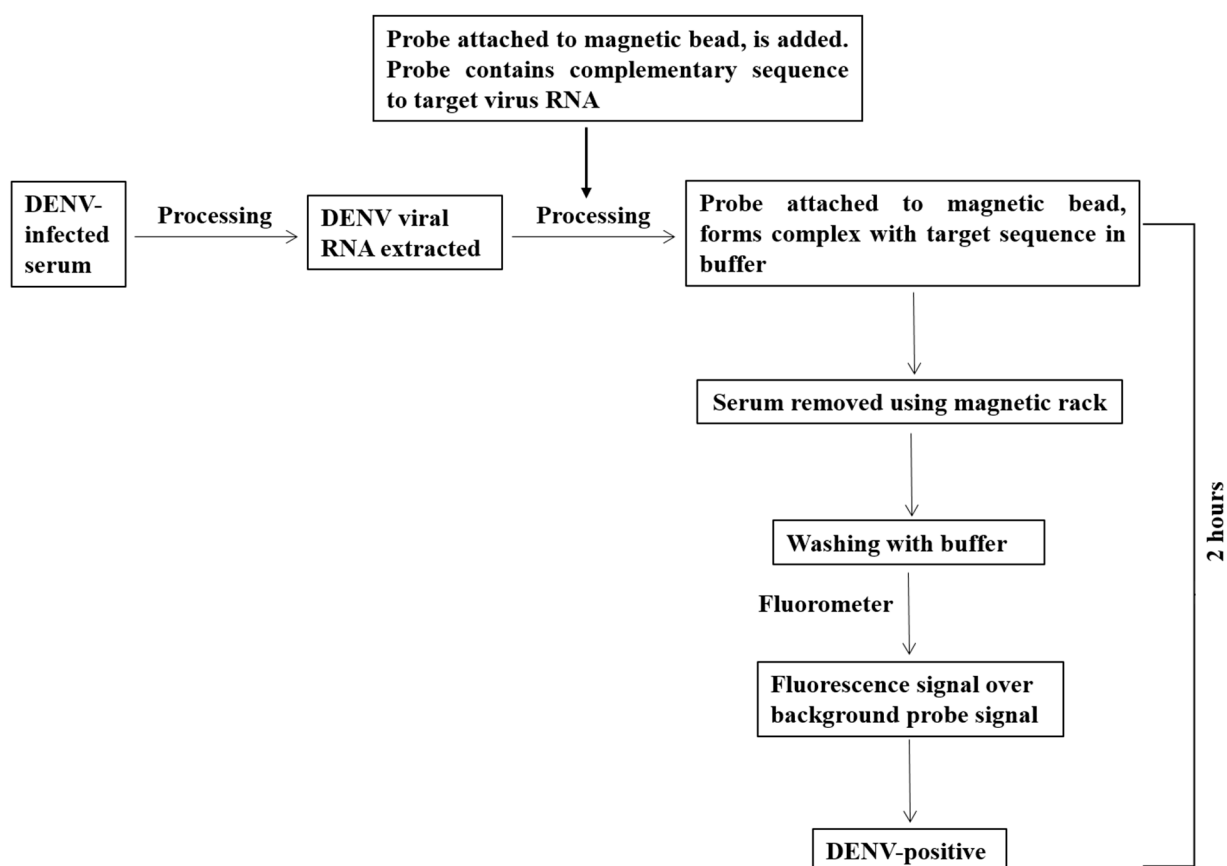 Probe attached to magnetic bead, is added.
Probe contains complementary sequence
to target virus RNA
DENV-
infected
serum
Processing
DENV viral
RNA extracted
Processing
Probe attached to magnetic bead,
forms complex with target sequence in
buffer
Serum removed using magnetic rack
Washing with buffer
Fluorometer
Fluorescence signal over
background probe signal
DENV-positive
2 hours